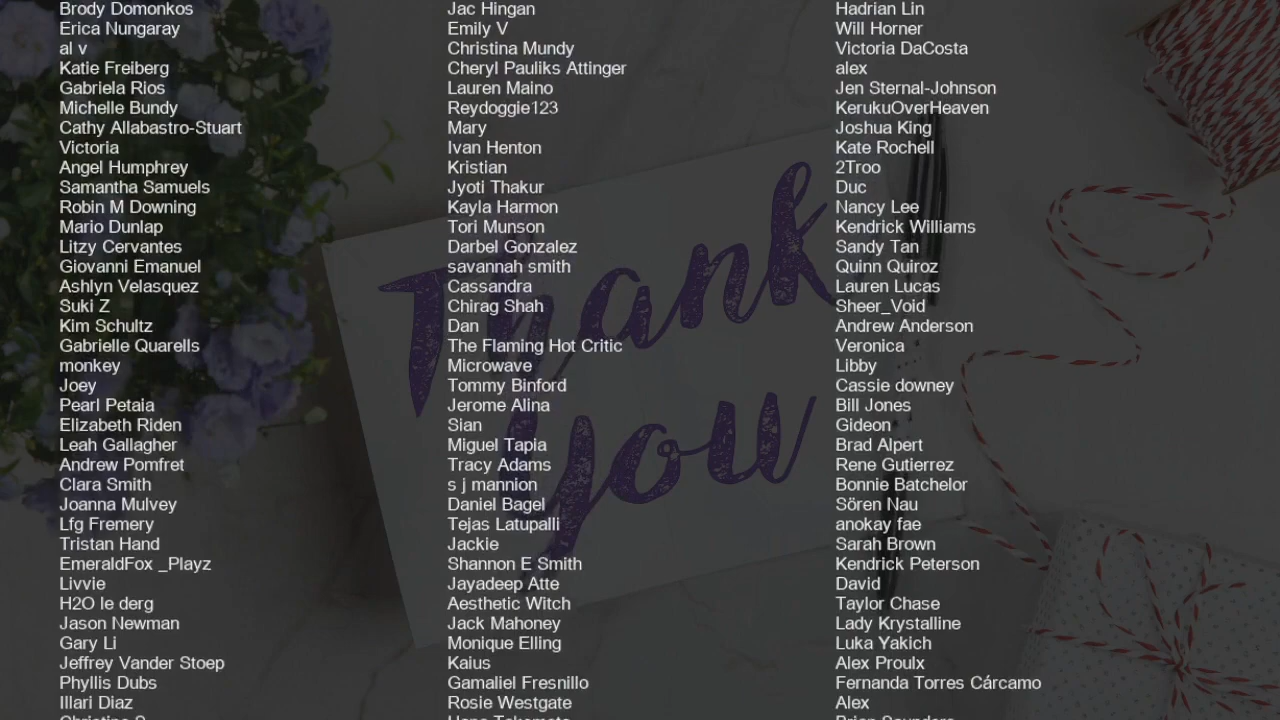 Brody Domonkos
Erica Nungaray
al v
Katie Freiberg
Gabriela Rios
Michelle Bundy
Cathy Allabastro-Stuart
Victoria
Angel Humphrey
Samantha Samuels
Robin M Downing
Mario Dunlap
Litzy Cervantes
Giovanni Emanuel
Ashlyn Velasquez
Suki Z
Kim Schultz
Gabrielle Quarells
monkey
Joey
Pearl Petaia
Elizabeth Riden
Leah Gallagher
Andrew Pomfret
Clara Smith
Joanna Mulvey
Lfg Fremery
Tristan Hand
EmeraldFox _Playz
Livvie
H2O le derg
Jason Newman
Gary Li
Jeffrey Vander Stoep
Phyllis Dubs
Illari Diaz
Jac Hingan
Emily V
Christina Mundy
Cheryl Pauliks Attinger
Lauren Maino
Reydoggie123
Mary
Ivan Henton
Kristian
Jyoti Thakur
Kayla Harmon
Tori Munson
Darbel Gonzalez
savannah smith
Cassandra
Chirag Shah
Dan
The Flaming Hot Critic
Microwave
Tommy Binford
Jerome Alina
Sian
Miguel Tapia
Tracy Adams
s j mannion
Daniel Bagel
Tejas Latupalli
Jackie
Shannon E Smith
Jayadeep Atte
Aesthetic Witch
Jack Mahoney
Monique Elling
Kaius
Gamaliel Fresnillo
Rosie Westgate
Hadrian Lin
Will Horner
Victoria DaCosta
alex
Jen Sternal-Johnson
KerukuOverHeaven
Joshua King
Kate Rochell
2Troo
Duc
Nancy Lee
Kendrick Williams
Sandy Tan
Quinn Quiroz
Lauren Lucas
Sheer_Void
Andrew Anderson
Veronica
Libby
Cassie downey
Bill Jones
Gideon
Brad Alpert
Rene Gutierrez
Bonnie Batchelor
Sören Nau
anokay fae
Sarah Brown
Kendrick Peterson
David
Taylor Chase
Lady Krystalline
Luka Yakich
Alex Proulx
Fernanda Torres Cárcamo
Alex
Thank
you